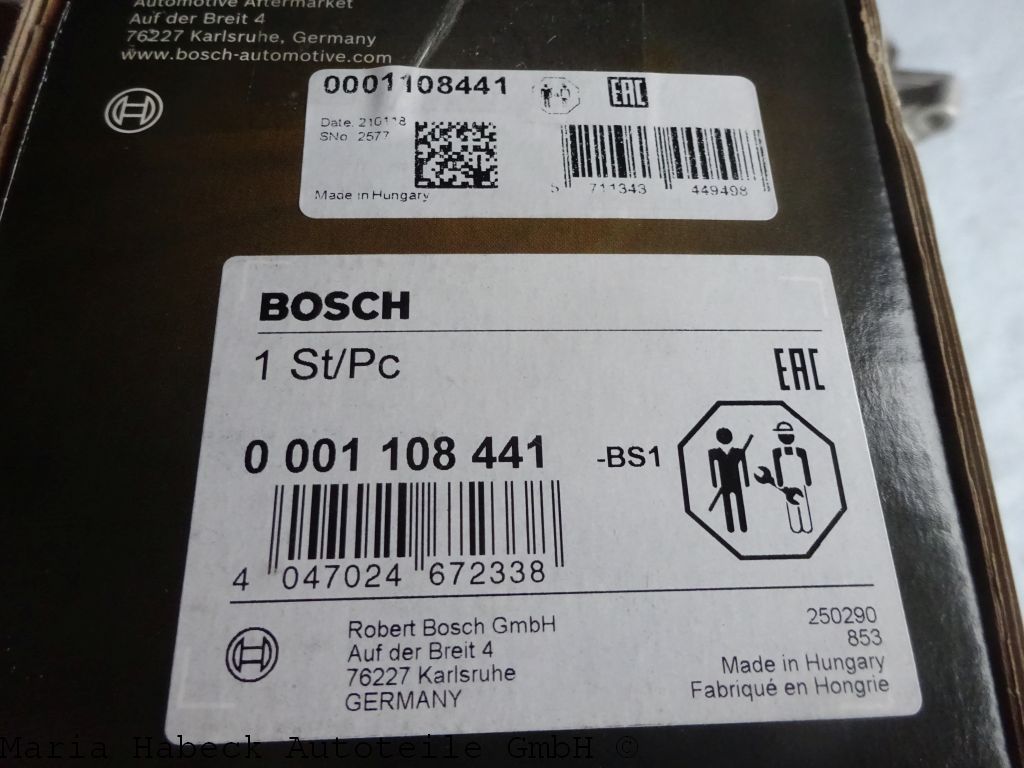 Automotive Aftermarket
Auf der Breit 4
76227 Karlsruhe, Germany
www.bosch-automotive.com
0001108441
EAC
Date. 210118
SNo. 2577
Made in Hungary
5 711343 449498
BOSCH
1 St/Pc
EAC
0 001 108 441 -BS1
4 047024 672338
Robert Bosch GmbH
Auf der Breit 4
76227 Karlsruhe
GERMANY
250290
853
Made in Hungary
Fabriqué en Hongrie
Maria Habeck Autoteile GmbH ©